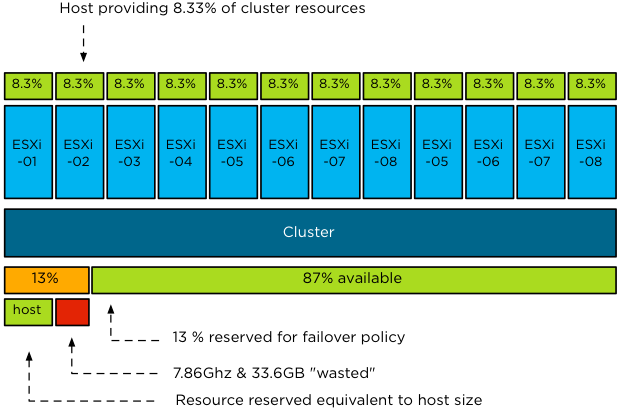 Host providing 8.33% of cluster resources
8.3% 8.3% 8.3% 8.3% 8.3% 8.3% 8.3% 8.3% 8.3% 8.3% 8.3% 8.3%
ESXi ESXi ESXi ESXi ESXi ESXi ESXi ESXi ESXi ESXi ESXi ESXi
-01 -02 -03 -04 -05 -06 -07 -08 -05 -06 -07 -08
Cluster
13% 87% available
host
13 % reserved for failover policy
7.86Ghz & 33.6GB "wasted"
Resource reserved equivalent to host size